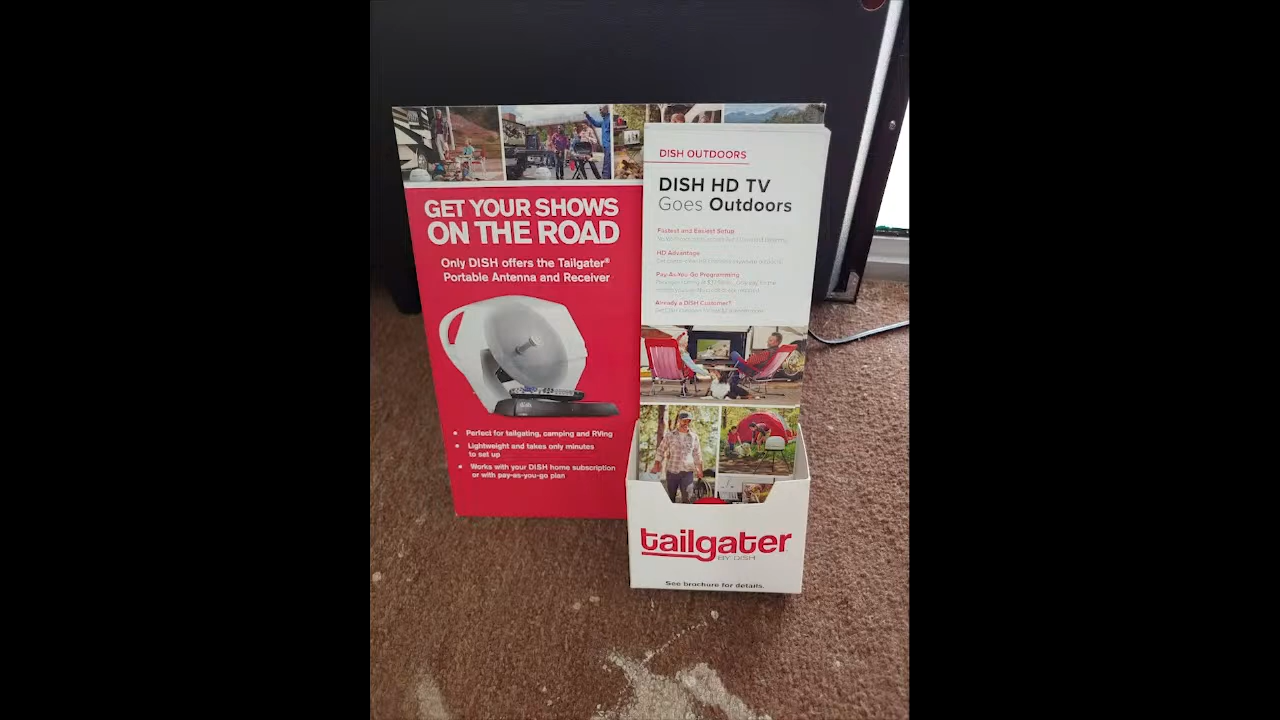 GET YOUR SHOWS
ON THE ROAD
Only DISH offers the Tailgater®
Portable Antenna and Receiver
dish
• Perfect for tailgating, camping and RVing
• Lightweight and takes only minutes
to set up
• Works with your DISH home subscription
or with pay-as-you-go plan
DISH OUTDOORS
DISH HD TV
Goes Outdoors
Fastest and Easiest Setup
HD Advantage
Pay-As-You-Go Programming
Already a DISH Customer?
tailgater
BY DISH
See brochure for details.